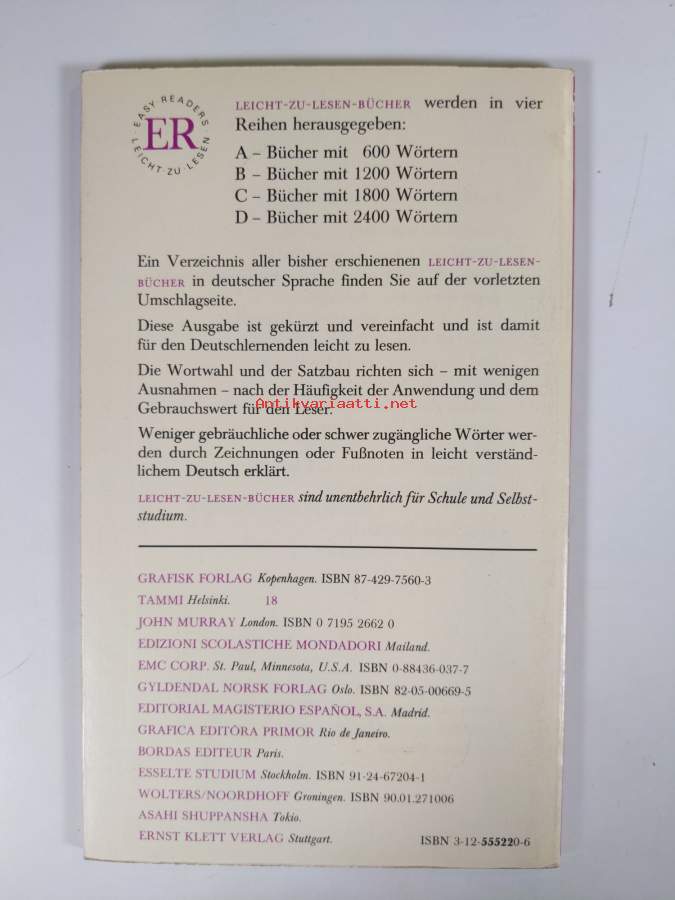 EASY READERS
LEICHT·ZU·LESEN
ER
LEICHT-ZU-LESEN-BÜCHER werden in vier
Reihen herausgegeben:
A – Bücher mit 600 Wörtern
B – Bücher mit 1200 Wörtern
C – Bücher mit 1800 Wörtern
D – Bücher mit 2400 Wörtern
Ein Verzeichnis aller bisher erschienenen LEICHT-ZU-LESEN-
BÜCHER in deutscher Sprache finden Sie auf der vorletzten
Umschlagseite.
Diese Ausgabe ist gekürzt und vereinfacht und ist damit
für den Deutschlernenden leicht zu lesen.
Die Wortwahl und der Satzbau richten sich – mit wenigen
Ausnahmen – nach der Häufigkeit der Anwendung und dem
Gebrauchswert für den Leser.
Antikvariaatti.net
Weniger gebräuchliche oder schwer zugängliche Wörter wer-
den durch Zeichnungen oder Fußnoten in leicht verständ-
lichem Deutsch erklärt.
LEICHT-ZU-LESEN-BÜCHER sind unentbehrlich für Schule und Selbst-
studium.
GRAFISK FORLAG Kopenhagen. ISBN 87-429-7560-3
TAMMI Helsinki. 18
JOHN MURRAY London. ISBN 0 7195 2662 0
EDIZIONI SCOLASTICHE MONDADORI Mailand.
EMC CORP. St. Paul, Minnesota, U.S.A. ISBN 0-88436-037-7
GYLDENDAL NORSK FORLAG Oslo. ISBN 82-05-00669-5
EDITORIAL MAGISTERIO ESPAÑOL, S.A. Madrid.
GRAFICA EDITÔRA PRIMOR Rio de Janeiro.
BORDAS EDITEUR Paris.
ESSELTE STUDIUM Stockholm. ISBN 91-24-67204-1
WOLTERS/NOORDHOFF Groningen. ISBN 90.01.271006
ASAHI SHUPPANSHA Tokio.
ERNST KLETT VERLAG Stuttgart. ISBN 3-12-555220-6